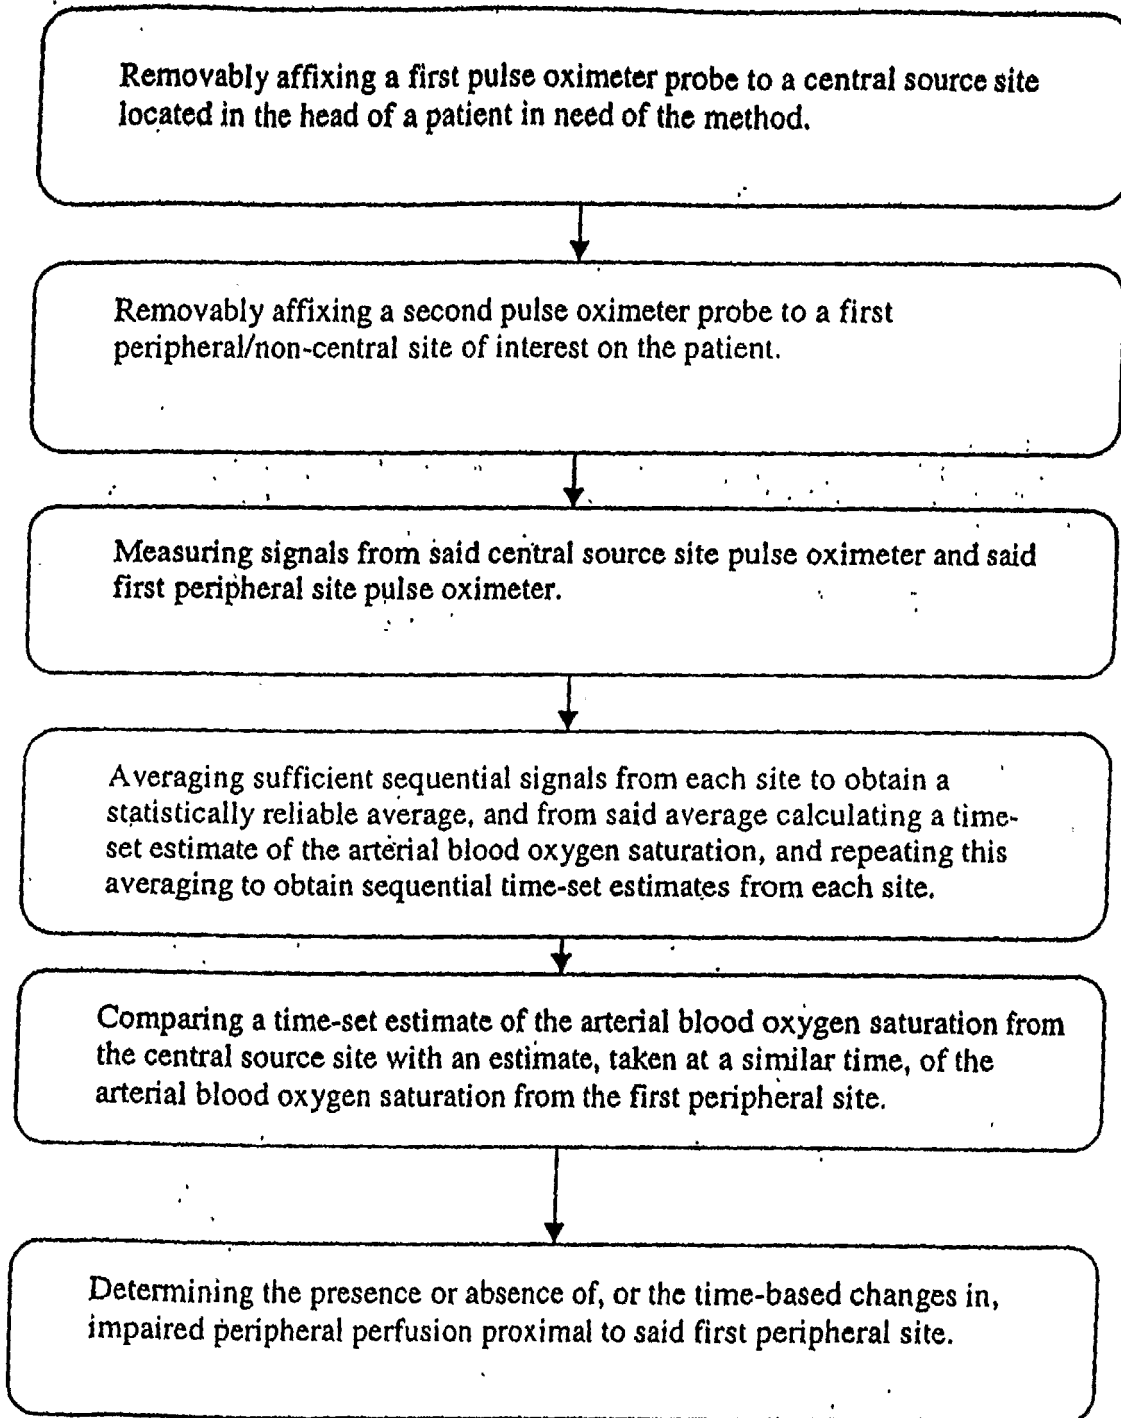 Removably affixing a first pulse oximeter probe to a central source site
located in the head of a patient in need of the method.
Removably affixing a second pulse oximeter probe to a first
peripheral/non-central site of interest on the patient.
Measuring signals from said central source site pulse oximeter and said
first peripheral site pulse oximeter.
Averaging sufficient sequential signals from each site to obtain a
statistically reliable average, and from said average calculating a time-
set estimate of the arterial blood oxygen saturation, and repeating this
averaging to obtain sequential time-set estimates from each site.
Comparing a time-set estimate of the arterial blood oxygen saturation from
the central source site with an estimate, taken at a similar time, of the
arterial blood oxygen saturation from the first peripheral site.
Determining the presence or absence of, or the time-based changes in,
impaired peripheral perfusion proximal to said first peripheral site.